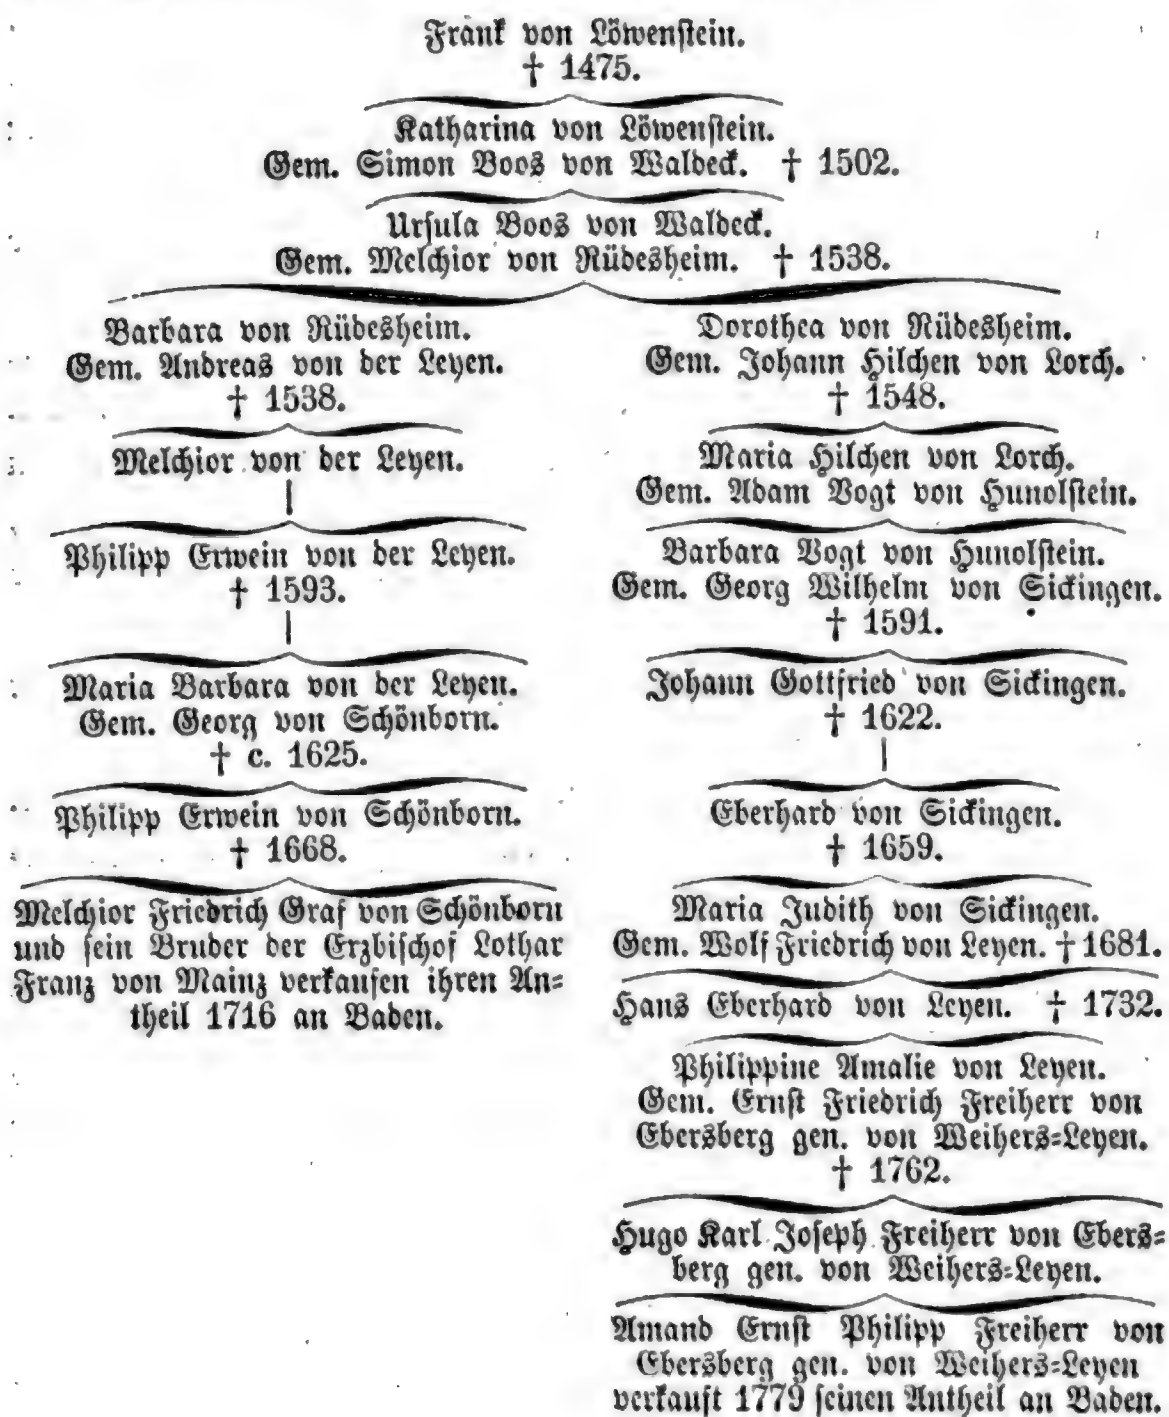 Frank von Löwenstein.
† 1475.
Katharina von Löwenstein.
Gem. Simon Boos von Waldeck. † 1502.
Ursula Boos von Waldeck.
Gem. Melchior von Rüdesheim. † 1538.
Barbara von Rüdesheim.
Gem. Andreas von der Leyen.
† 1538.
Melchior von der Leyen.
Philipp Erwein von der Leyen.
† 1593.
Maria Barbara von der Leyen.
Gem. Georg von Schönborn.
† c. 1625.
Philipp Erwein von Schönborn.
† 1668.
Melchior Friedrich Graf von Schönborn
und sein Bruder der Erzbischof Lothar
Franz von Mainz verkaufen ihren An-
theil 1716 an Baden.
Dorothea von Rüdesheim.
Gem. Johann Hilchen von Lorch.
† 1548.
Maria Hilchen von Lorch.
Gem. Adam Vogt von Hunolstein.
Barbara Vogt von Hunolstein.
Gem. Georg Wilhelm von Sickingen.
† 1591.
Johann Gottfried von Sickingen.
† 1622.
Eberhard von Sickingen.
† 1659.
Maria Judith von Sickingen.
Gem. Wolf Friedrich von Leyen. † 1681.
Hans Eberhard von Leyen. † 1732.
Philippine Amalie von Leyen.
Gem. Ernst Friedrich Freiherr von
Ebersberg gen. von Weihers-Leyen.
† 1762.
Hugo Karl Joseph Freiherr von Ebers-
berg gen. von Weihers-Leyen.
Amand Ernst Philipp Freiherr von
Ebersberg gen. von Weihers-Leyen
verkauft 1779 seinen Antheil an Baden.